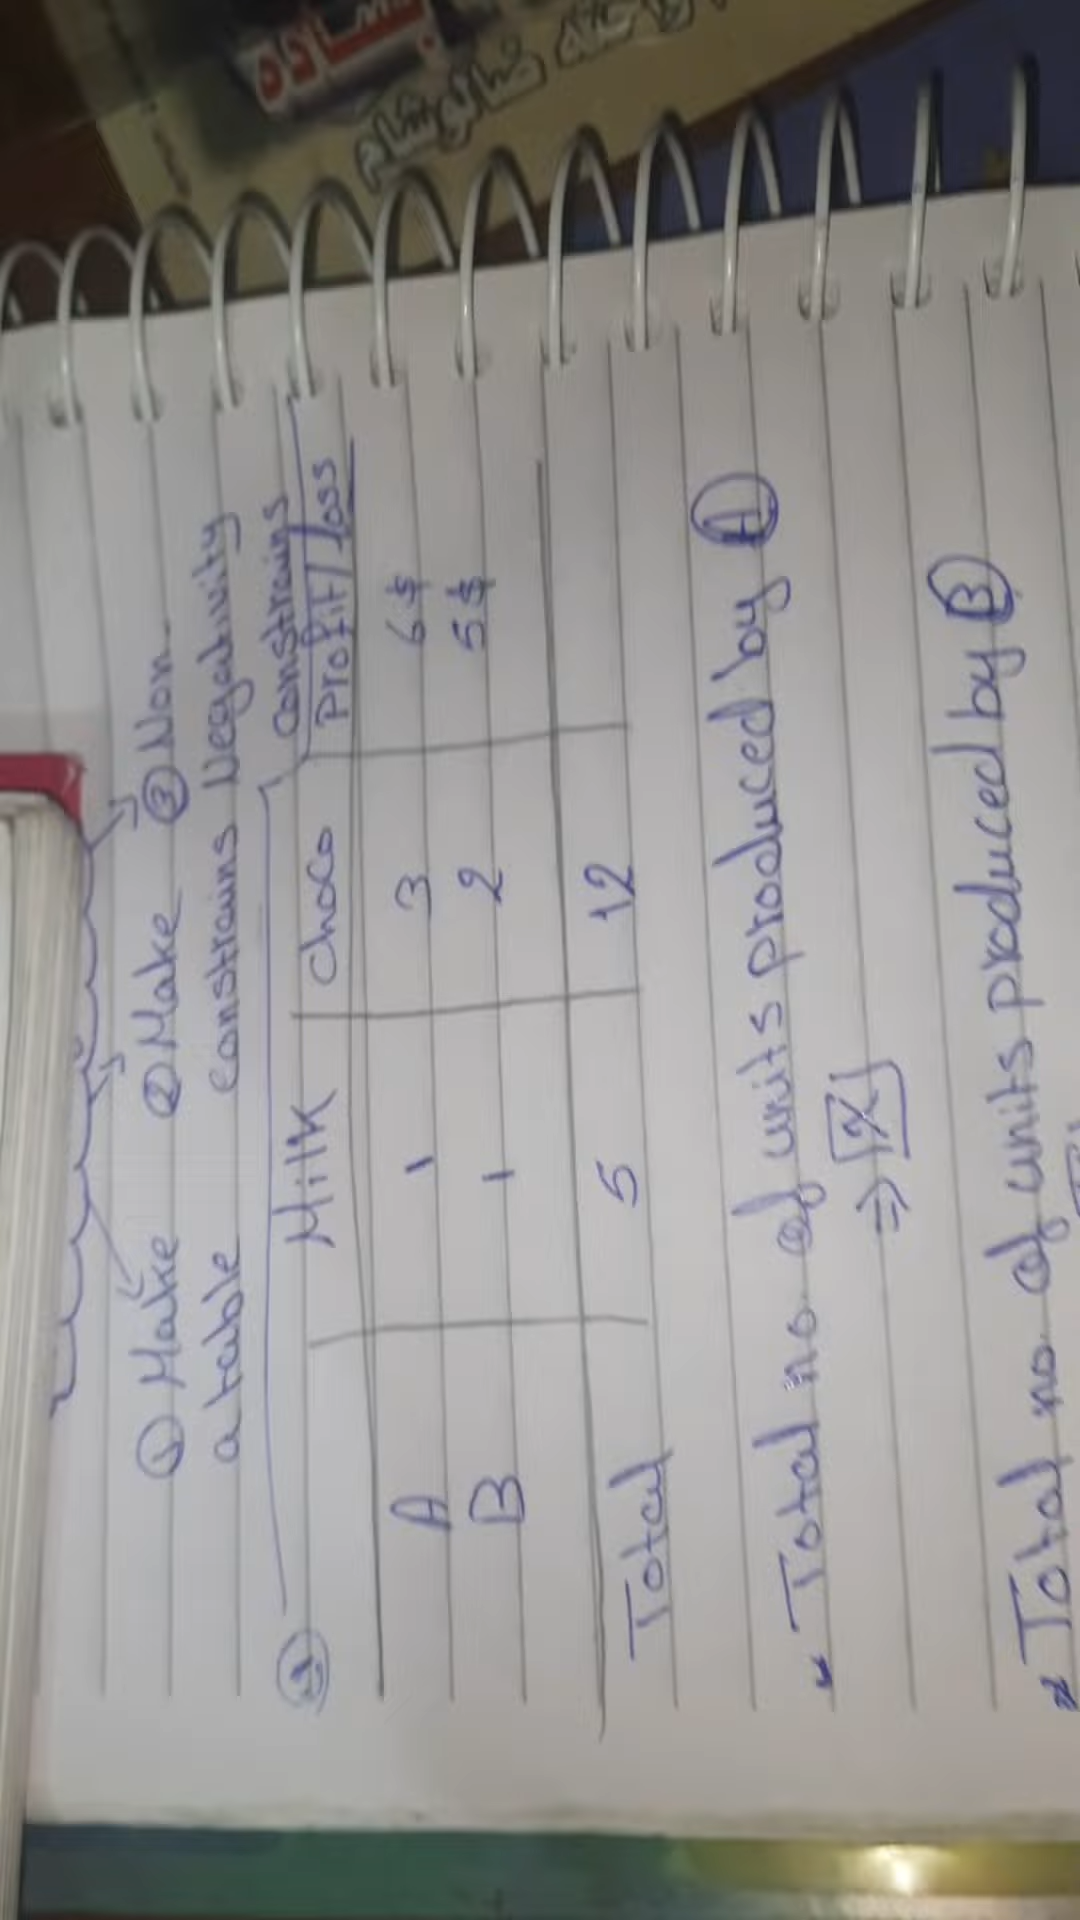 ① Make ② Make ③ Non
a table constrains Negativity
① constrains
Milk Choco Profit/loss
A 1 3 6$
B 1 2 5$
Total 5 12
* Total no. of units produced by Ⓐ
⇒ x
* Total no. of units produced by Ⓑ